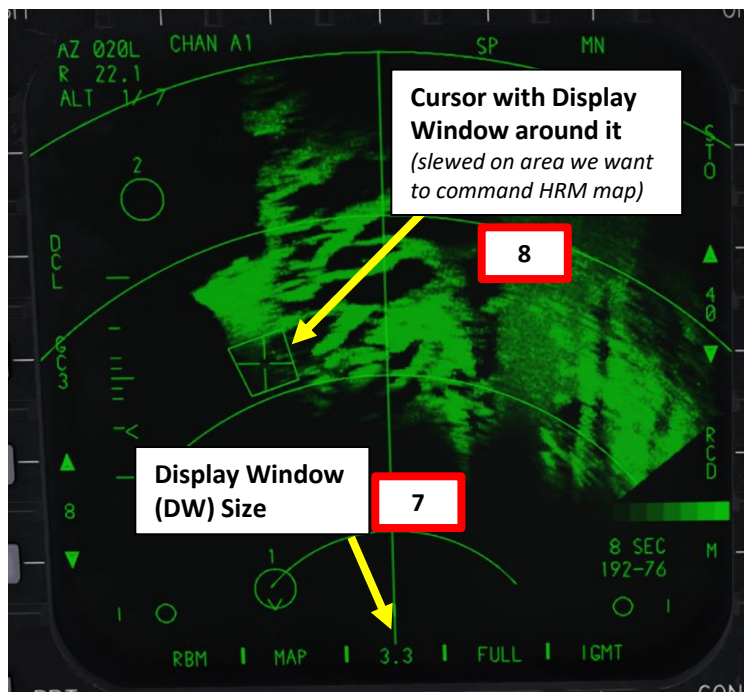 AZ 020L
CHAN A1
SP
MN
R 22.1
ALT 1/ 7
Cursor with Display
Window around it
(slewed on area we want
to command HRM map)
STO
2
8
DCL
40
GC3
RCD
Display Window
(DW) Size
7
8
8 SEC
M
192-76
1
RBM
MAP
3.3
FULL
IGMT